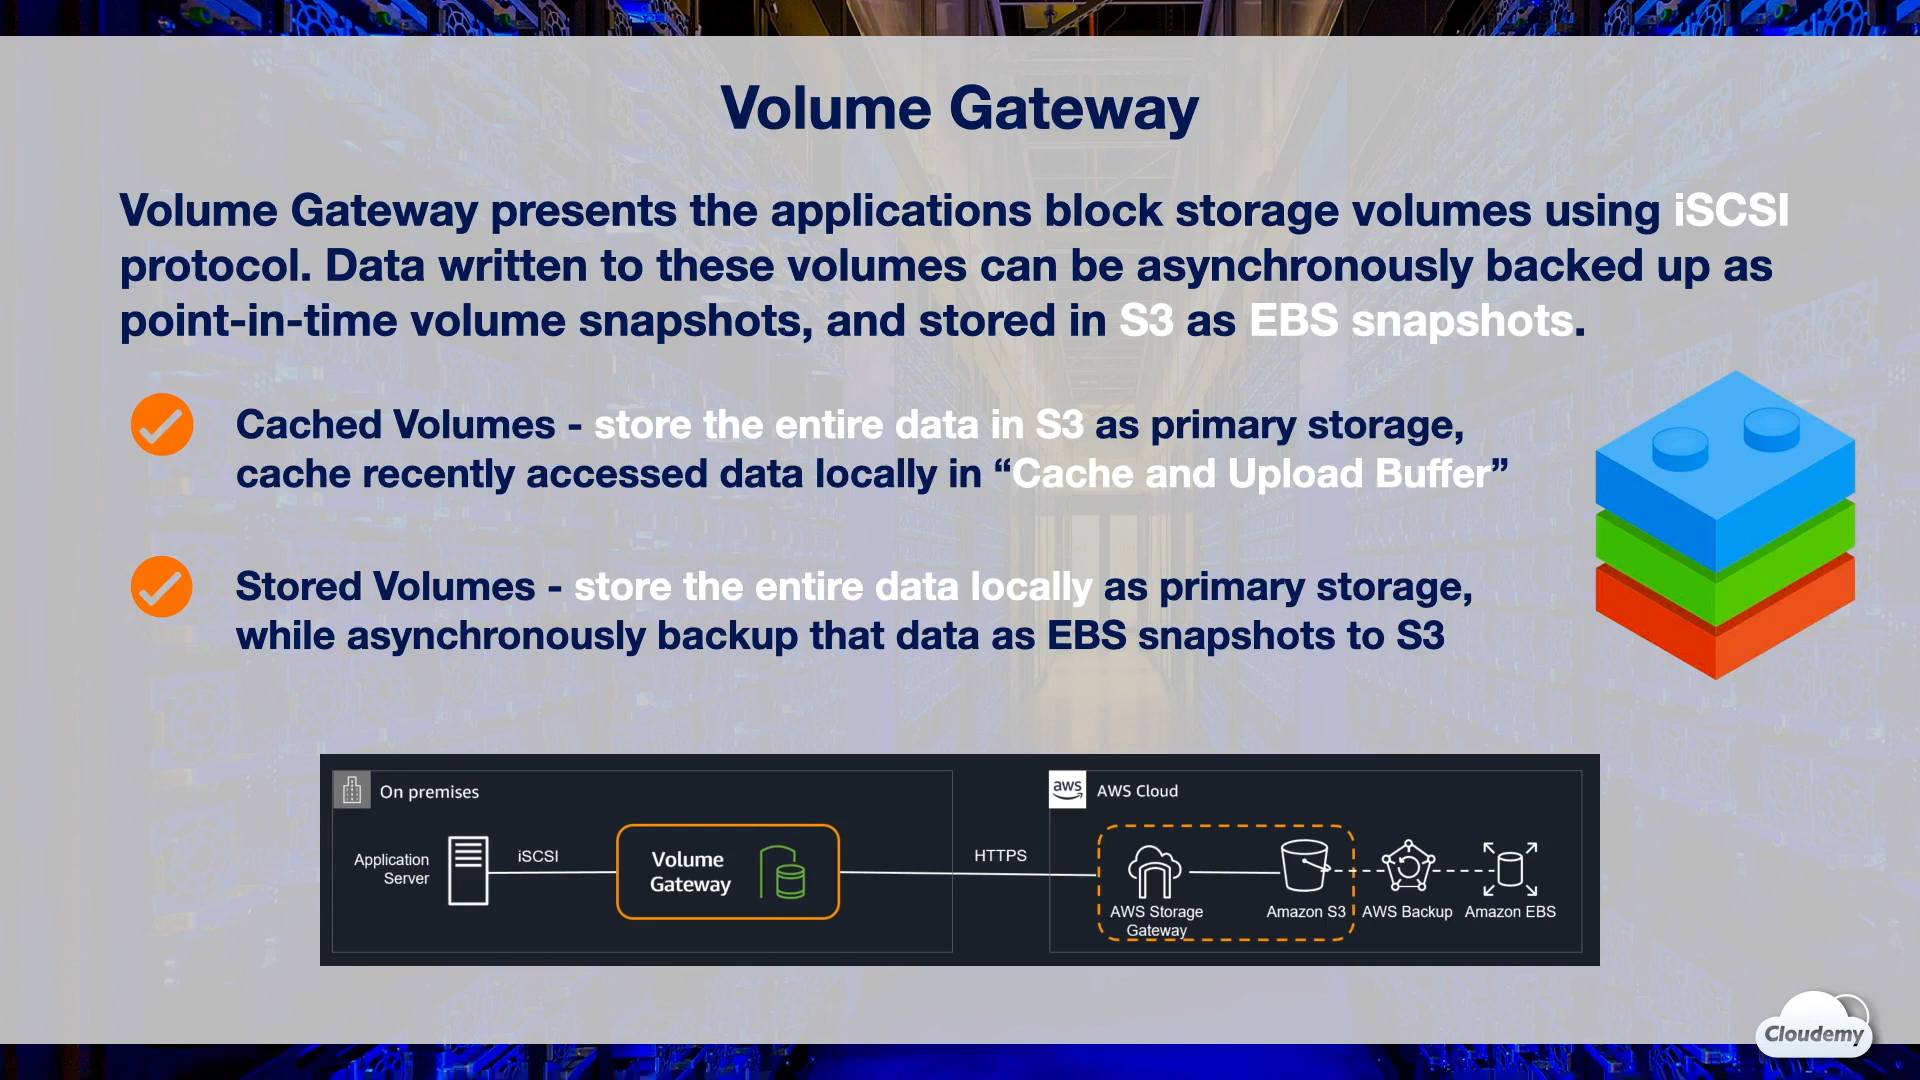 Volume Gateway
Volume Gateway presents the applications block storage volumes using iSCSI
protocol. Data written to these volumes can be asynchronously backed up as
point-in-time volume snapshots, and stored in S3 as EBS snapshots.
Cached Volumes - store the entire data in S3 as primary storage,
cache recently accessed data locally in “Cache and Upload Buffer”
Stored Volumes - store the entire data locally as primary storage,
while asynchronously backup that data as EBS snapshots to S3
On premises
Application
Server
iSCSI
Volume
Gateway
HTTPS
aws
AWS Cloud
AWS Storage
Gateway
Amazon S3
AWS Backup
Amazon EBS
Cloudemy